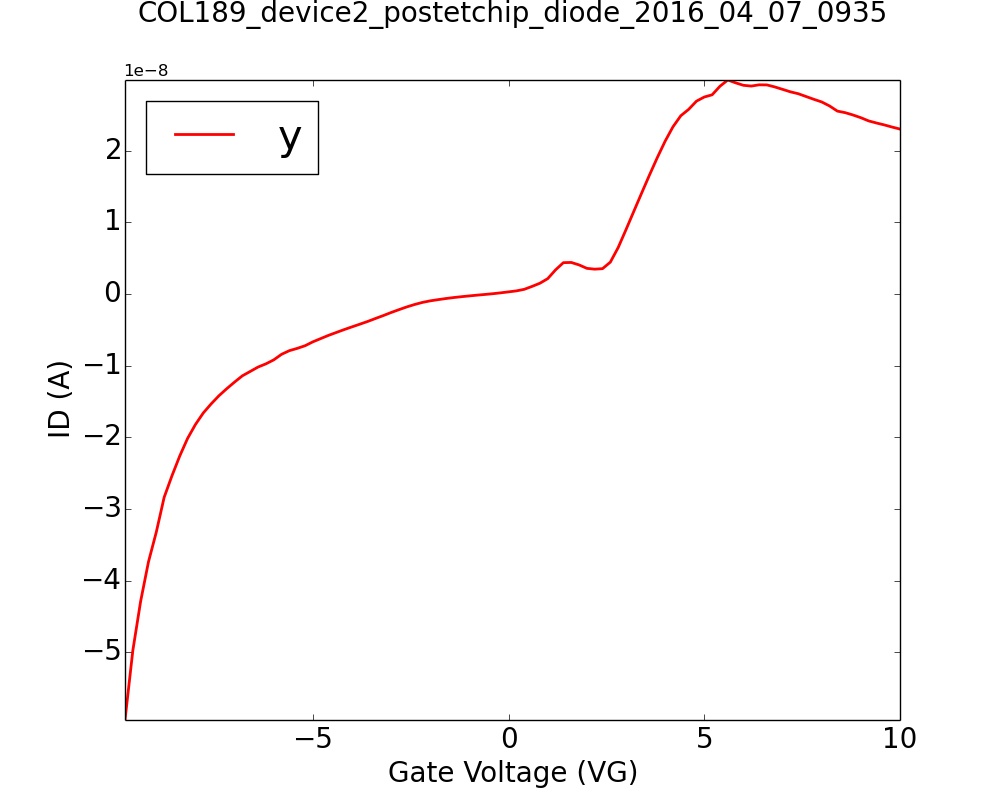 COL189_device2_postetchip_diode_2016_04_07_0935
1e−8
y
2
1
0
−1
−2
−3
−4
−5
ID (A)
−5 0 5 10
Gate Voltage (VG)